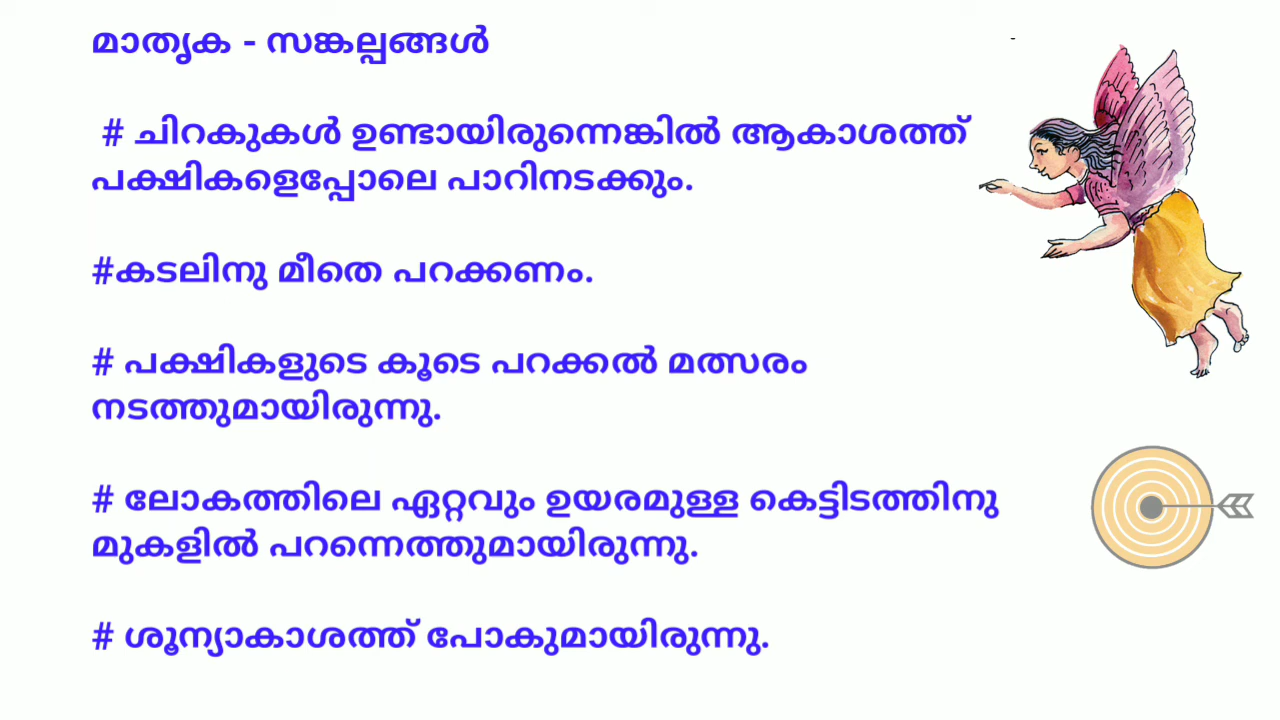 മാതൃക - സങ്കല്പങ്ങൾ
# ചിറകുകൾ ഉണ്ടായിരുന്നെങ്കിൽ ആകാശത്ത്
പക്ഷികളെപ്പോലെ പാറിനടക്കും.
#കടലിനു മീതെ പറക്കണം.
# പക്ഷികളുടെ കൂടെ പറക്കൽ മത്സരം
നടത്തുമായിരുന്നു.
# ലോകത്തിലെ ഏറ്റവും ഉയരമുള്ള കെട്ടിടത്തിനു
മുകളിൽ പറന്നെത്തുമായിരുന്നു.
# ശൂന്യാകാശത്ത് പോകുമായിരുന്നു.